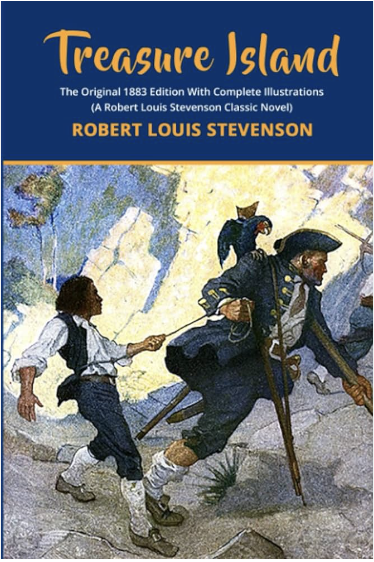 Treasure Island
The Original 1883 Edition With Complete Illustrations
(A Robert Louis Stevenson Classic Novel)
ROBERT LOUIS STEVENSON